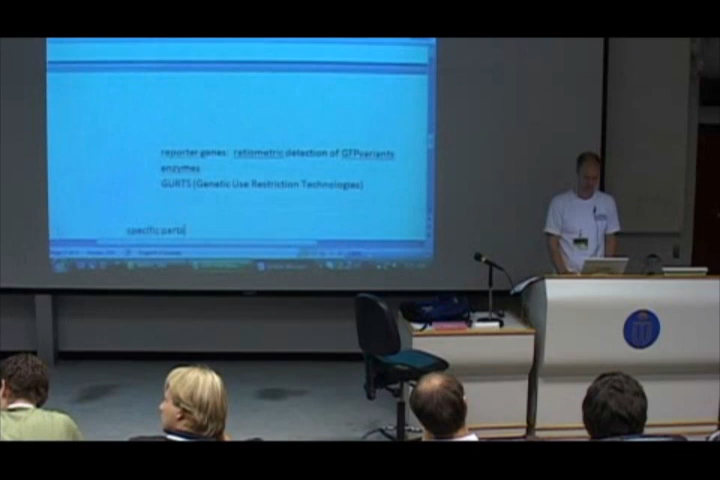 reporter genes: ratiometric detection of GFPvariants
enzymes
GURTS (Genetic Use Restriction Technologies)
specific parts